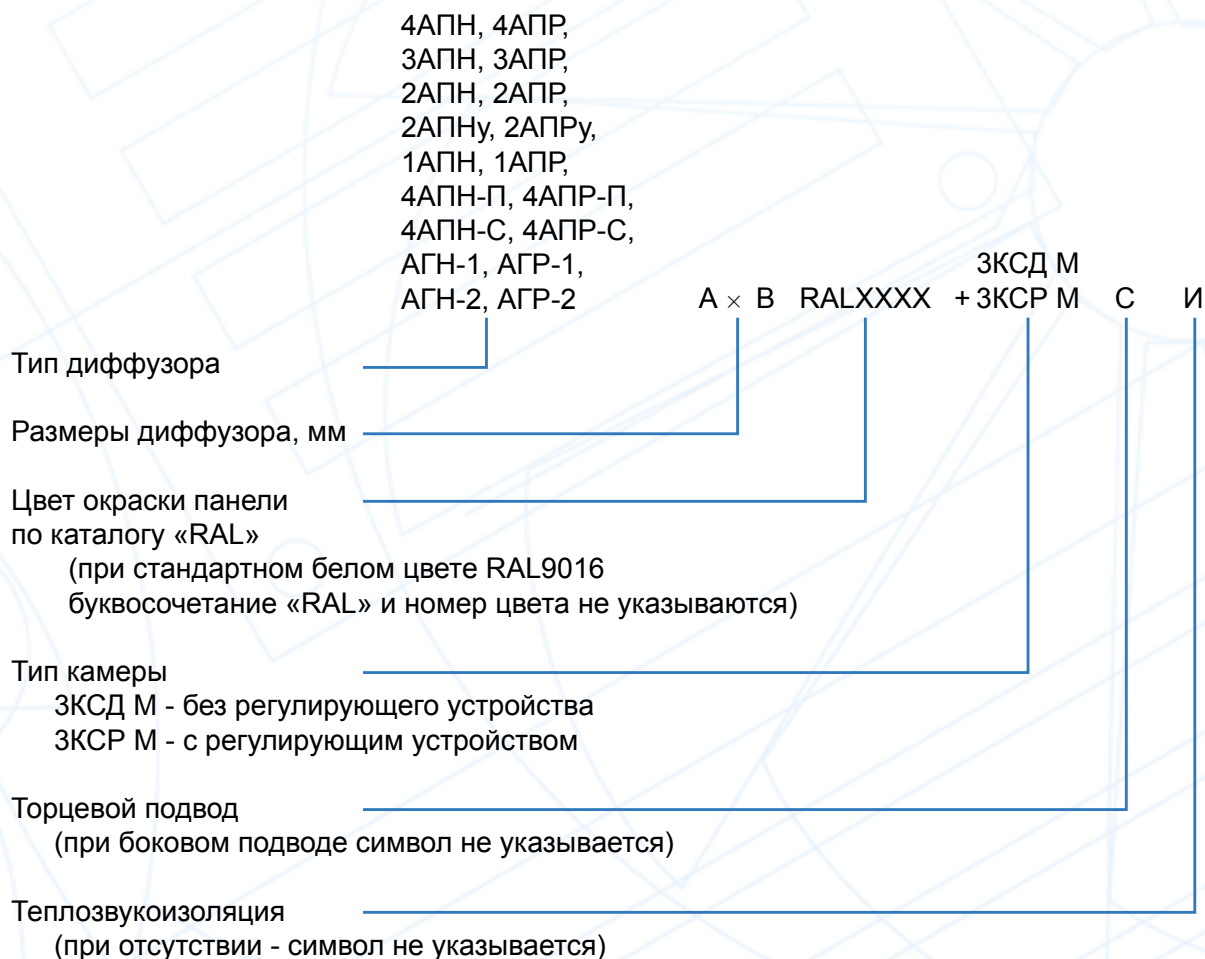 4АПН, 4АПР,
3АПН, 3АПР,
2АПН, 2АПР,
2АПНу, 2АПРу,
1АПН, 1АПР,
4АПН-П, 4АПР-П,
4АПН-С, 4АПР-С,
АГН-1, АГР-1,
3КСД М
АГН-2, АГР-2 А × В RALXXXX + 3КСР М С И
Тип диффузора
Размеры диффузора, мм
Цвет окраски панели
по каталогу «RAL»
(при стандартном белом цвете RAL9016
буквосочетание «RAL» и номер цвета не указываются)
Тип камеры
3КСД М - без регулирующего устройства
3КСР М - с регулирующим устройством
Торцевой подвод
(при боковом подводе символ не указывается)
Теплозвукоизоляция
(при отсутствии - символ не указывается)